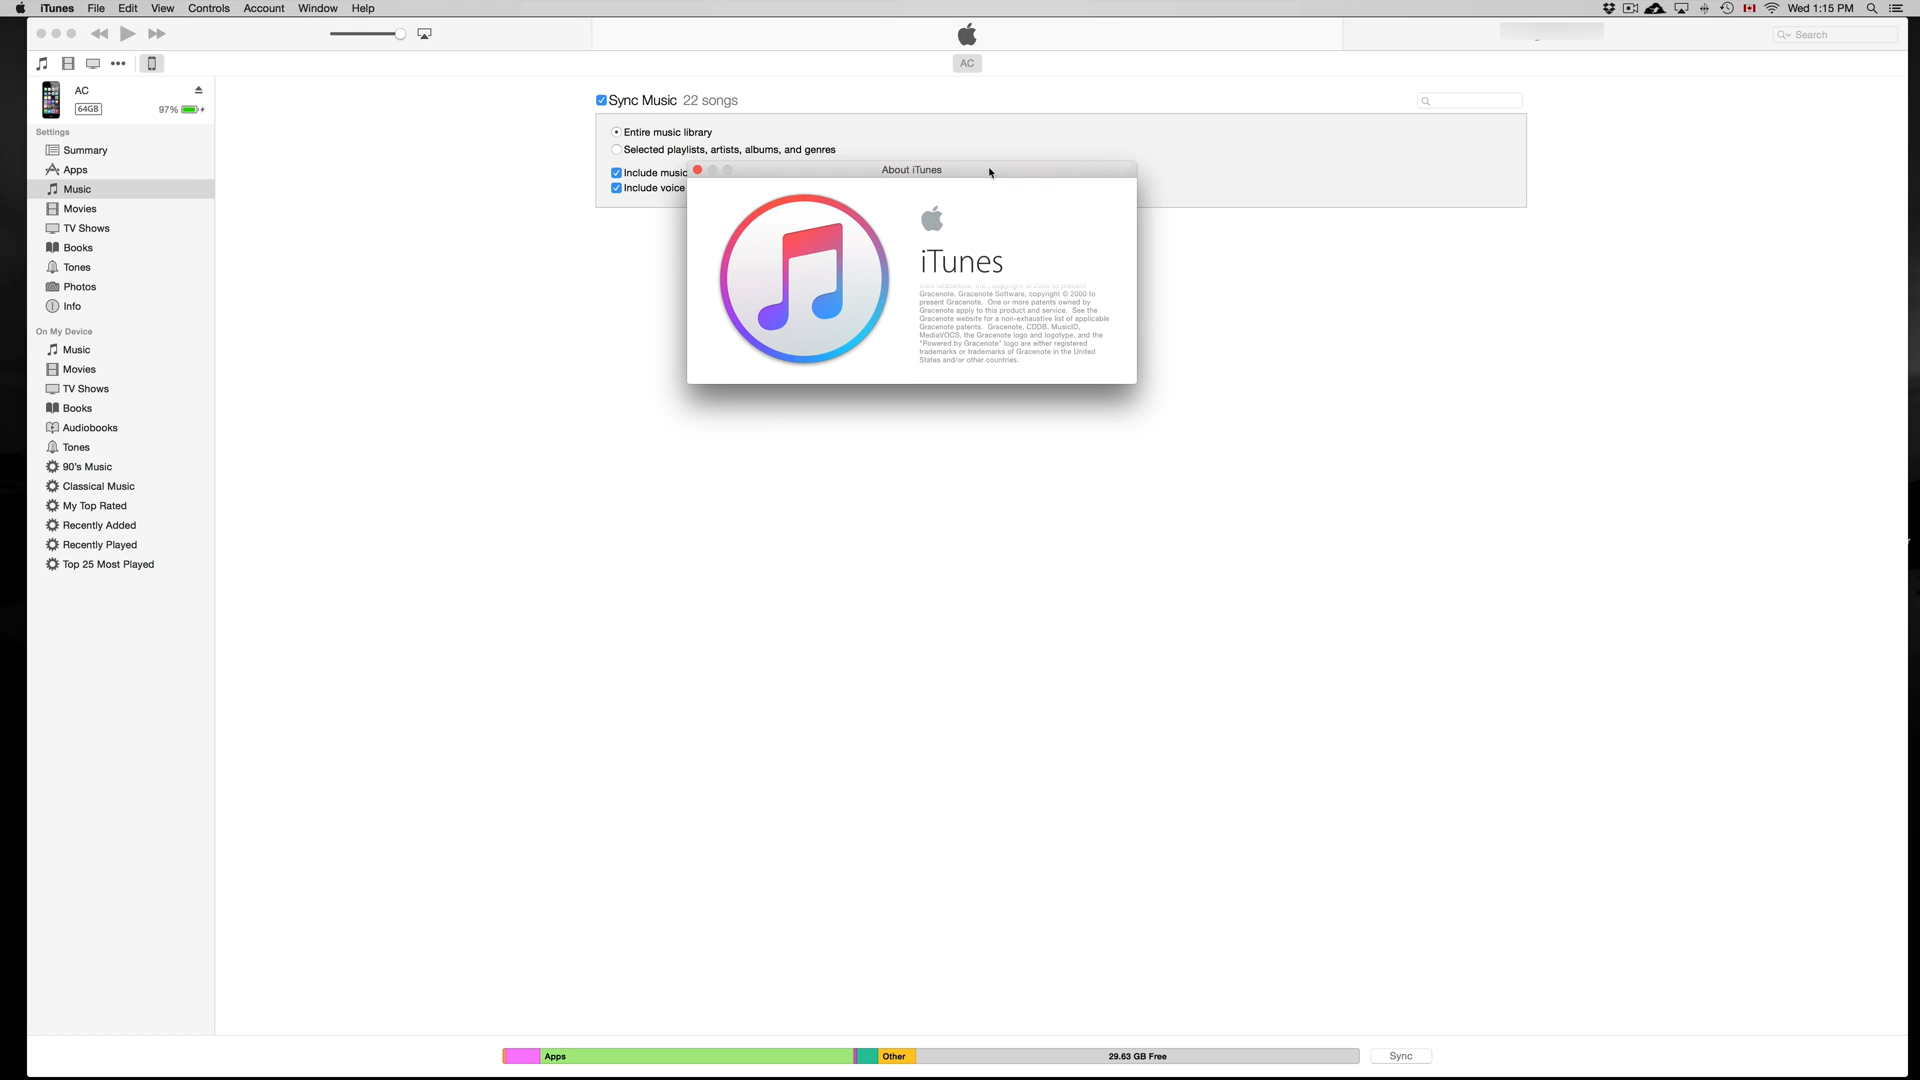 iTunes File Edit View Controls Account Window Help
Wed 1:15 PM
Search
AC
AC
64GB
97%
Settings
Summary
Apps
Music
Movies
TV Shows
Books
Tones
Photos
Info
On My Device
Music
Movies
TV Shows
Books
Audiobooks
Tones
90's Music
Classical Music
My Top Rated
Recently Added
Recently Played
Top 25 Most Played
Sync Music 22 songs
Entire music library
Selected playlists, artists, albums, and genres
Include music
Include voice
About iTunes
iTunes
Gracenote. Gracenote Software, copyright © 2000 to
present Gracenote. One or more patents owned by
Gracenote apply to this product and service. See the
Gracenote website for a non-exhaustive list of applicable
Gracenote patents. Gracenote, CDDB, MusicID,
MediaVOCS, the Gracenote logo and logotype, and the
"Powered by Gracenote" logo are either registered
trademarks or trademarks of Gracenote in the United
States and/or other countries.
Apps
Other
29.63 GB Free
Sync